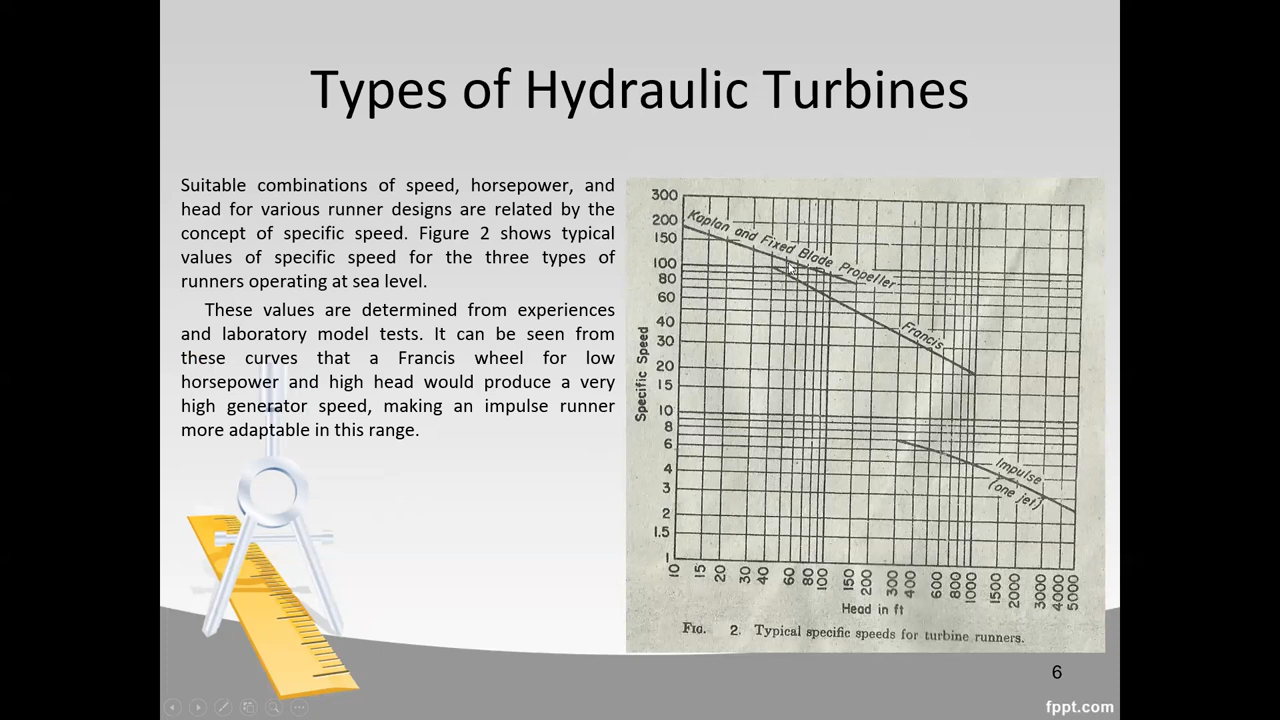 Types of Hydraulic Turbines
Suitable combinations of speed, horsepower, and
head for various runner designs are related by the
concept of specific speed. Figure 2 shows typical
values of specific speed for the three types of
runners operating at sea level.
These values are determined from experiences
and laboratory model tests. It can be seen from
these curves that a Francis wheel for low
horsepower and high head would produce a very
high generator speed, making an impulse runner
more adaptable in this range.
300
200
150
100
80
60
40
30
20
15
10
8
6
4
3
2
1.5
1
Specific Speed
Kaplan and Fixed Blade Propeller
Francis
Impulse
(one jet)
10 15 20 30 40 60 80 100 150 200 300 400 600 800 1000 1500 2000 3000 4000 5000
Head in ft
FIG. 2. Typical specific speeds for turbine runners.
6
fppt.com